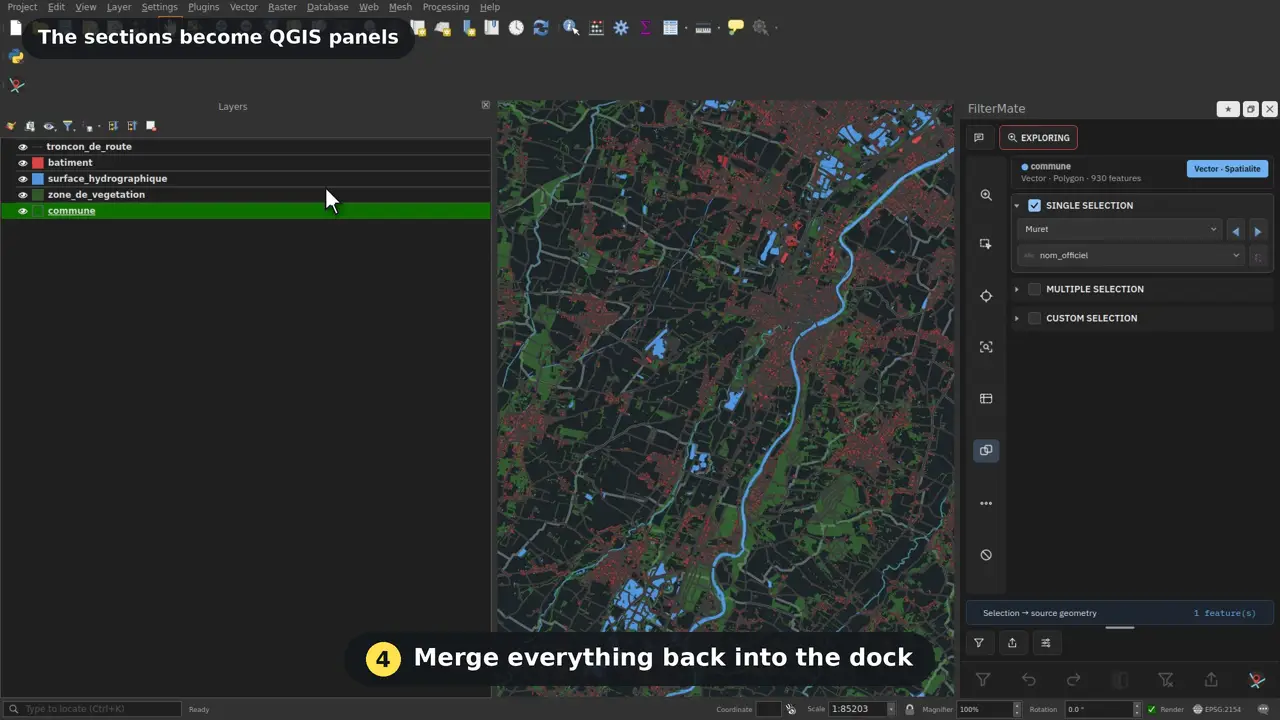 Project Edit View Layer Settings Plugins Vector Raster Database Web Mesh Processing Help
The sections become QGIS panels
Layers
troncon_de_route
batiment
surface_hydrographique
zone_de_vegetation
commune
FilterMate
EXPLORING
commune
Vector · Polygon · 930 features
Vector · Spatialite
SINGLE SELECTION
Muret
abc nom_officiel
MULTIPLE SELECTION
CUSTOM SELECTION
Selection → source geometry 1 feature(s)
4 Merge everything back into the dock
Type to locate (Ctrl+K) Ready Coordinate Scale 1:85203 Magnifier 100% Rotation 0.0 ° Render EPSG:2154